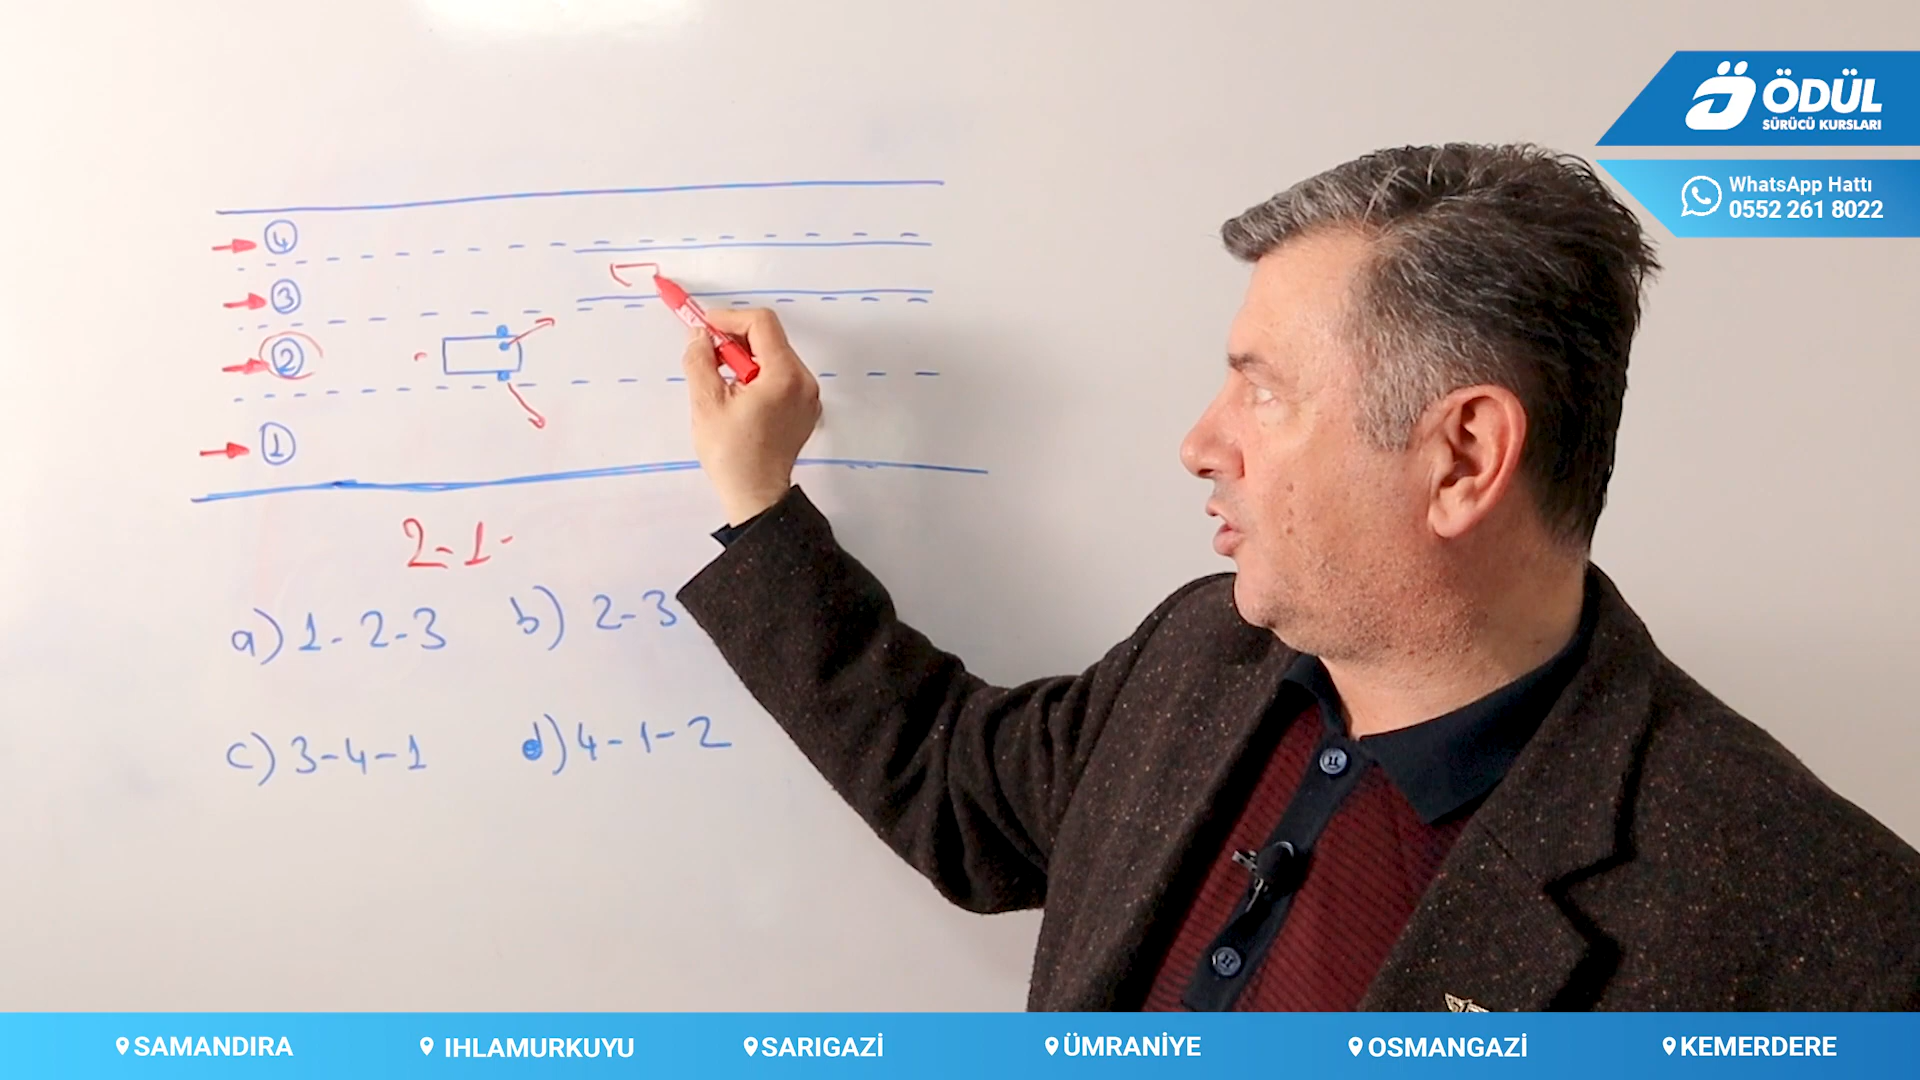 ÖDÜL
SÜRÜCÜ KURSLARI
WhatsApp Hattı
0552 261 8022
4
3
2
1
2-1-
a) 1-2-3 b) 2-3
c) 3-4-1 d) 4-1-2
SAMANDIRA IHLAMURKUYU SARIGAZİ ÜMRANİYE OSMANGAZİ KEMERDERE